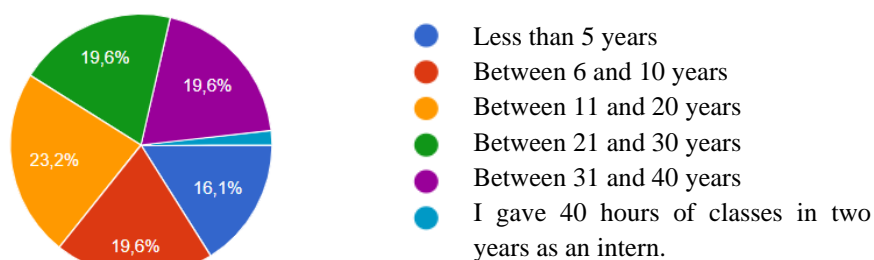 19,6%
19,6%
23,2%
16,1%
19,6%
Less than 5 years
Between 6 and 10 years
Between 11 and 20 years
Between 21 and 30 years
Between 31 and 40 years
I gave 40 hours of classes in two
years as an intern.